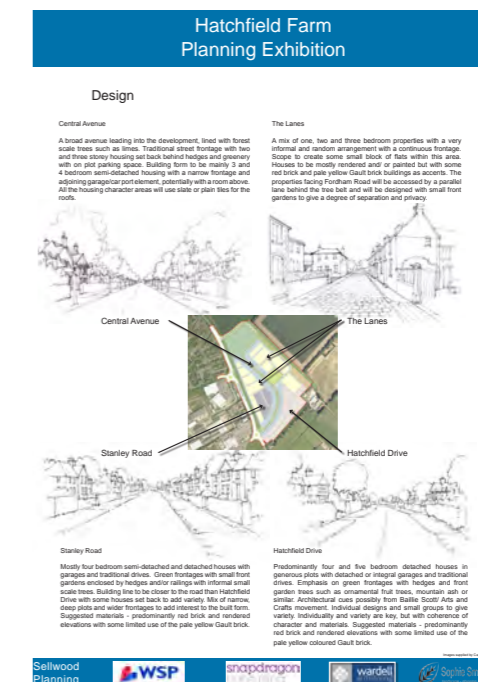 Hatchfield Farm
Planning Exhibition
Design
Central Avenue
A broad avenue leading into the development, lined with forest
scale trees such as limes. Traditional street frontage with two
and three storey housing set back behind hedges and greenery
with on plot parking space. Building form to be mainly 3 and
4 bedroom semi-detached housing with a narrow frontage and
adjoining garage/car port element, potentially with a room above.
All the housing character areas will use slate or plain tiles for the
roofs.
The Lanes
A mix of one, two and three bedroom properties with a very
informal and random arrangement with a continuous frontage.
Scope to create some small block of flats within this area.
Houses to be mostly rendered and/ or painted but with some
red brick and pale yellow Gault brick buildings as accents. The
properties facing Fordham Road will be accessed by a parallel
lane behind the tree belt and will be designed with small front
gardens to give a degree of separation and privacy.
Central Avenue
The Lanes
Stanley Road
Hatchfield Drive
Stanley Road
Mostly four bedroom semi-detached and detached houses with
garages and traditional drives. Green frontages with small front
gardens enclosed by hedges and/or railings with informal small
scale trees. Building line to be closer to the road than Hatchfield
Drive with some houses set back to add variety. Mix of narrow,
deep plots and wider frontages to add interest to the built form.
Suggested materials - predominantly red brick and rendered
elevations with some limited use of the pale yellow Gault brick.
Hatchfield Drive
Predominantly four and five bedroom detached houses in
generous plots with detached or integral garages and traditional
drives. Emphasis on green frontages with hedges and front
garden trees such as ornamental fruit trees, mountain ash or
similar. Architectural cues possibly from Baillie Scott/ Arts and
Crafts movement. Individual designs and small groups to give
variety. Individuality and variety are key, but with coherence of
character and materials. Suggested materials - predominantly
red brick and rendered elevations with some limited use of the
pale yellow coloured Gault brick.
Images supplied by
Sellwood
Planning
WSP
snapdragon
wardell
Sophie